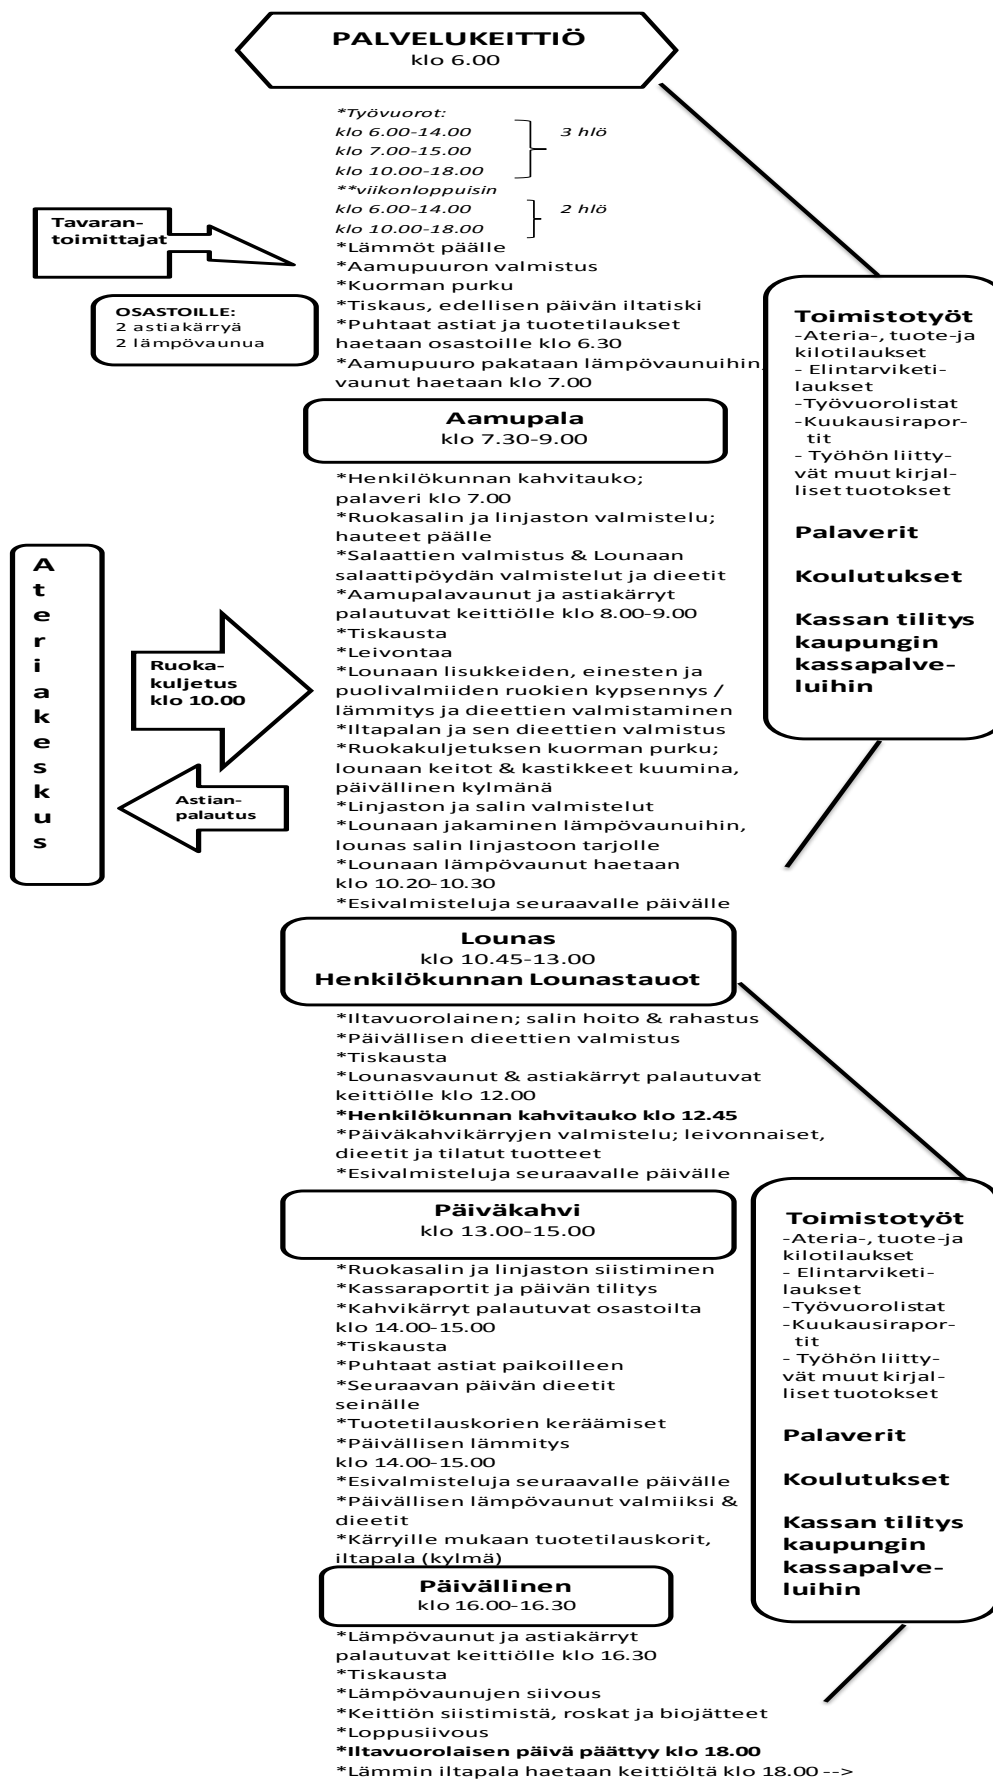 PALVELUKEITTIÖ
klo 6.00
*Työvuorot:
klo 6.00-14.00
3 hlö
klo 7.00-15.00
klo 10.00-18.00
**viikonloppuisin
klo 6.00-14.00
2 hlö
klo 10.00-18.00
*Lämmöt päälle
*Aamupuuron valmistus
*Kuorman purku
*Tiskaus, edellisen päivän iltatiski
*Puhtaat astiat ja tuotetilaukset
haetaan osastoille klo 6.30
*Aamupuuro pakataan lämpövaunuihin,
vaunut haetaan klo 7.00
Tavaran-
toimittajat
OSASTOILLE:
2 astiakärryä
2 lämpövaunua
Toimistotyöt
-Ateria-, tuote-ja
kilotilaukset
- Elintarviketi-
laukset
-Työvuorolistat
-Kuukausirapor-
tit
- Työhön liitty-
vät muut kirjal-
liset tuotokset
Palaverit
Koulutukset
Kassan tilitys
kaupungin
kassapalve-
luihin
Aamupala
klo 7.30-9.00
*Henkilökunnan kahvitauko;
palaveri klo 7.00
*Ruokasalin ja linjaston valmistelu;
hauteet päälle
*Salaattien valmistus & Lounaan
salaattipöydän valmistelut ja dieetit
*Aamupalavaunut ja astiakärryt
palautuvat keittiölle klo 8.00-9.00
*Tiskausta
*Leivontaa
*Lounaan lisukkeiden, einesten ja
puolivalmiiden ruokien kypsennys /
lämmitys ja dieettien valmistaminen
*Iltapalan ja sen dieettien valmistus
*Ruokakuljetuksen kuorman purku;
lounaan keitot & kastikkeet kuumina,
päivällinen kylmänä
*Linjaston ja salin valmistelut
*Lounaan jakaminen lämpövaunuihin,
lounas salin linjastoon tarjolle
*Lounaan lämpövaunut haetaan
klo 10.20-10.30
*Esivalmisteluja seuraavalle päivälle
Ateriakeskus
Ruoka-
kuljetus
klo 10.00
Astian-
palautus
Lounas
klo 10.45-13.00
Henkilökunnan Lounastauot
*Iltavuorolainen; salin hoito & rahastus
*Päivällisen dieettien valmistus
*Tiskausta
*Lounasvaunut & astiakärryt palautuvat
keittiölle klo 12.00
*Henkilökunnan kahvitauko klo 12.45
*Päiväkahvikärryjen valmistelu; leivonnaiset,
dieetit ja tilatut tuotteet
*Esivalmisteluja seuraavalle päivälle
Päiväkahvi
klo 13.00-15.00
*Ruokasalin ja linjaston siistiminen
*Kassaraportit ja päivän tilitys
*Kahvikärryt palautuvat osastoilta
klo 14.00-15.00
*Tiskausta
*Puhtaat astiat paikoilleen
*Seuraavan päivän dieetit
seinälle
*Tuotetilauskorien keräämiset
*Päivällisen lämmitys
klo 14.00-15.00
*Esivalmisteluja seuraavalle päivälle
*Päivällisen lämpövaunut valmiiksi &
dieetit
*Kärryille mukaan tuotetilauskorit,
iltapala (kylmä)
Toimistotyöt
-Ateria-, tuote-ja
kilotilaukset
- Elintarviketi-
laukset
-Työvuorolistat
-Kuukausirapor-
tit
- Työhön liitty-
vät muut kirjal-
liset tuotokset
Palaverit
Koulutukset
Kassan tilitys
kaupungin
kassapalve-
luihin
Päivällinen
klo 16.00-16.30
*Lämpövaunut ja astiakärryt
palautuvat keittiölle klo 16.30
*Tiskausta
*Lämpövaunujen siivous
*Keittiön siistimistä, roskat ja biojätteet
*Loppusiivous
*Iltavuorolaisen päivä päättyy klo 18.00
*Lämmin iltapala haetaan keittiöltä klo 18.00 -->